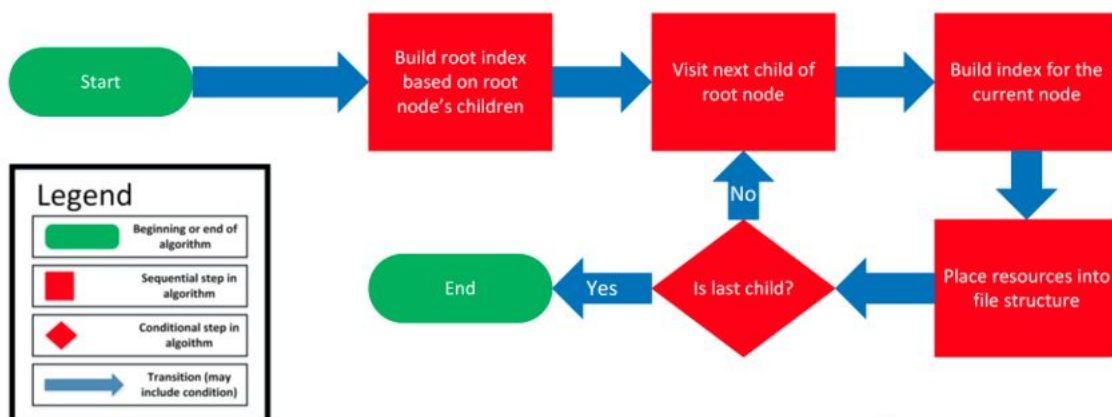 Start
Build root index
based on root
node's children
Visit next child of
root node
Build index for the
current node
Place resources into
file structure
Is last child?
No
Yes
End
Legend
Beginning or end of
algorithm
Sequential step in
algorithm
Conditional step in
algoithm
Transition (may
include condition)